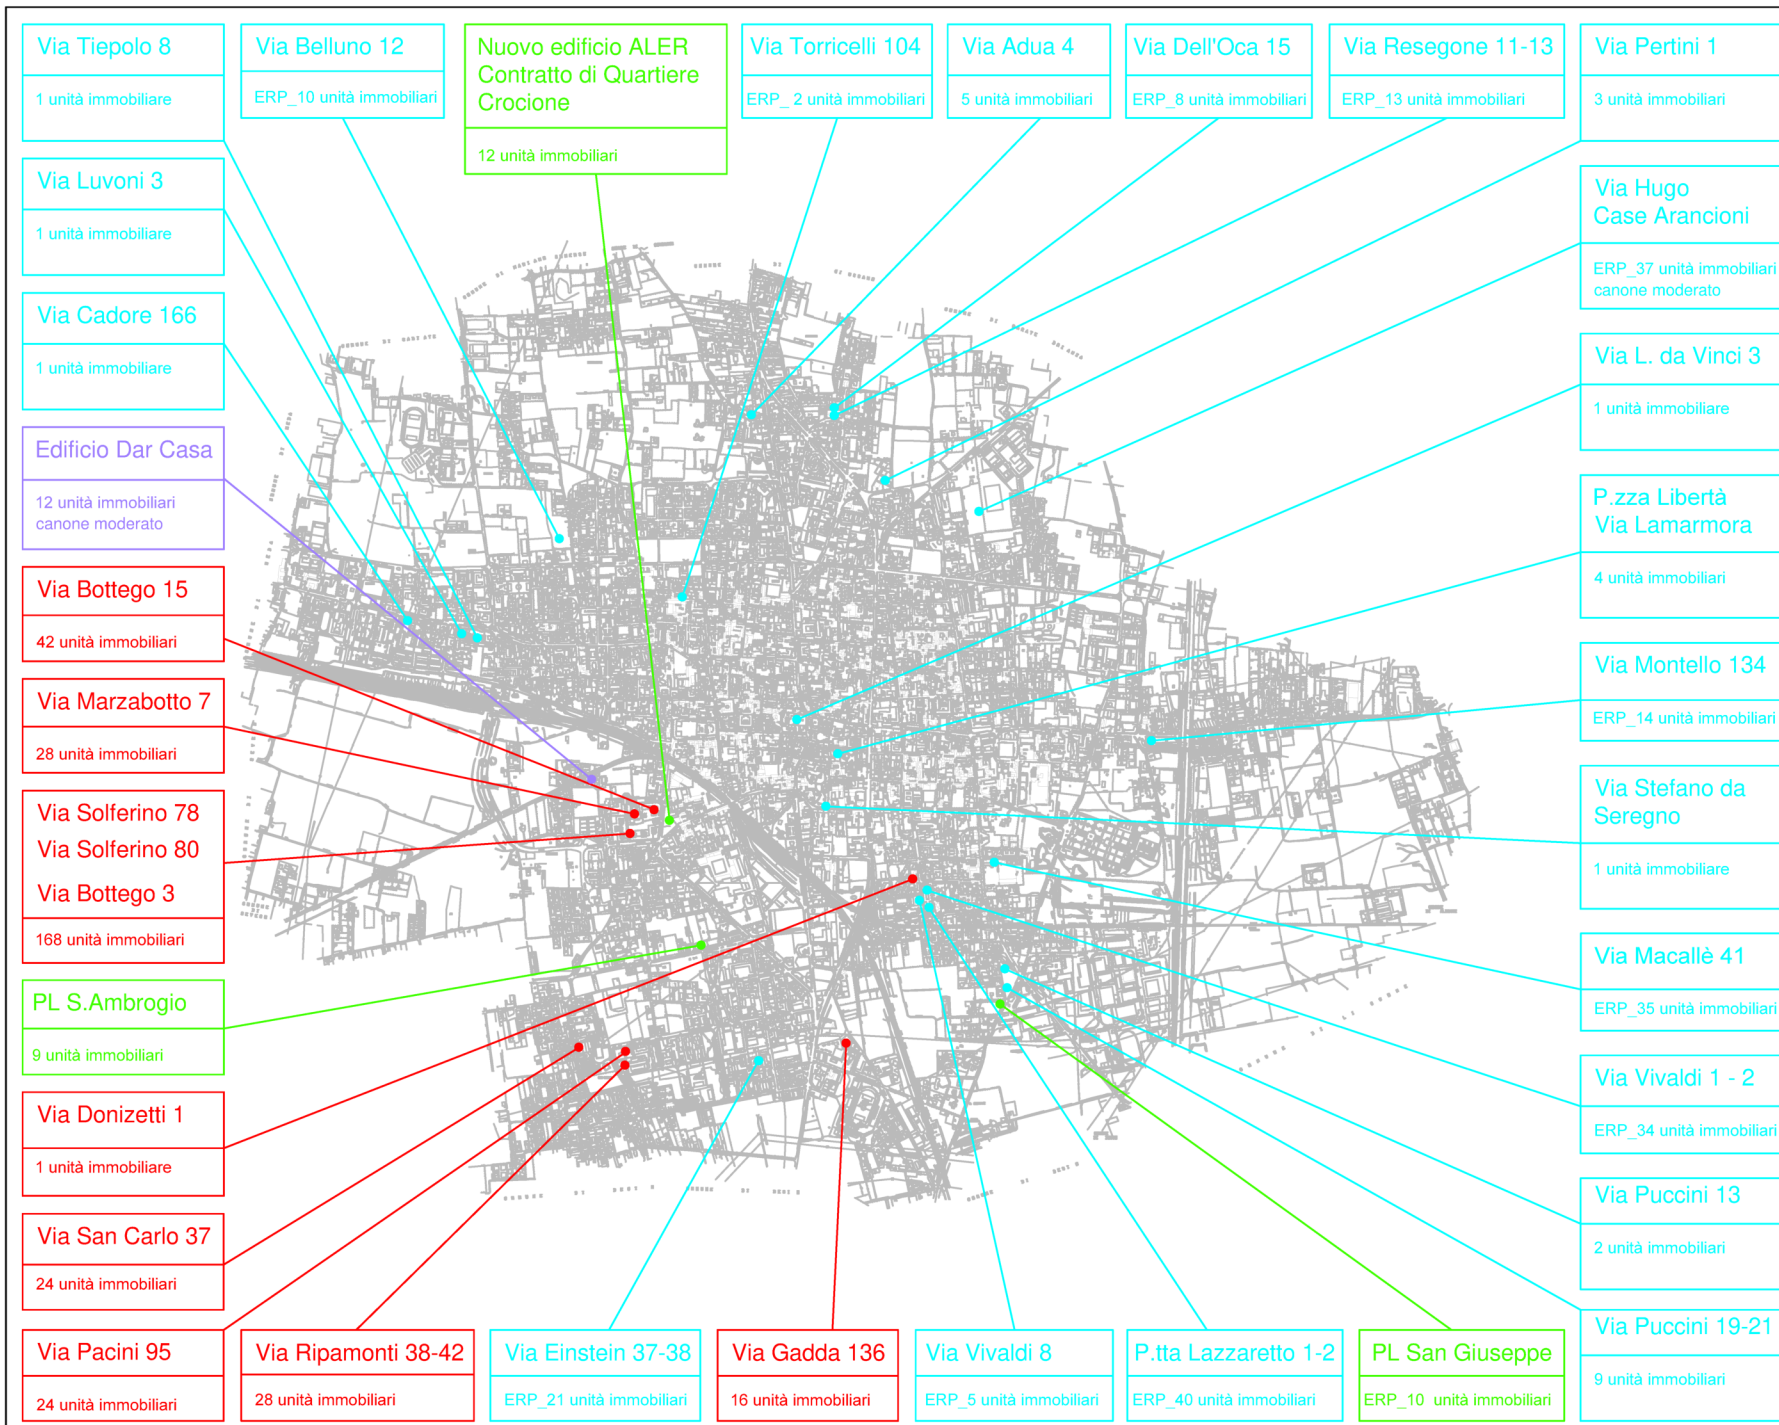 Via Tiepolo 8
1 unità immobiliare
Via Belluno 12
ERP_10 unità immobiliari
Nuovo edificio ALER
Contratto di Quartiere
Crocione
12 unità immobiliari
Via Torricelli 104
ERP_ 2 unità immobiliari
Via Adua 4
5 unità immobiliari
Via Dell'Oca 15
ERP_8 unità immobiliari
Via Resegone 11-13
ERP_13 unità immobiliari
Via Pertini 1
3 unità immobiliari
Via Luvoni 3
1 unità immobiliare
Via Cadore 166
1 unità immobiliare
Edificio Dar Casa
12 unità immobiliari
canone moderato
Via Bottego 15
42 unità immobiliari
Via Marzabotto 7
28 unità immobiliari
Via Solferino 78
Via Solferino 80
Via Bottego 3
168 unità immobiliari
PL S.Ambrogio
9 unità immobiliari
Via Donizetti 1
1 unità immobiliare
Via San Carlo 37
24 unità immobiliari
Via Pacini 95
24 unità immobiliari
Via Hugo
Case Arancioni
ERP_37 unità immobiliari
canone moderato
Via L. da Vinci 3
1 unità immobiliare
P.zza Libertà
Via Lamarmora
4 unità immobiliari
Via Montello 134
ERP_14 unità immobiliari
Via Stefano da
Seregno
1 unità immobiliare
Via Macallè 41
ERP_35 unità immobiliari
Via Vivaldi 1 - 2
ERP_34 unità immobiliari
Via Puccini 13
2 unità immobiliari
Via Puccini 19-21
9 unità immobiliari
Via Ripamonti 38-42
28 unità immobiliari
Via Einstein 37-38
ERP_21 unità immobiliari
Via Gadda 136
16 unità immobiliari
Via Vivaldi 8
ERP_5 unità immobiliari
P.tta Lazzaretto 1-2
ERP_40 unità immobiliari
PL San Giuseppe
ERP_10 unità immobiliari